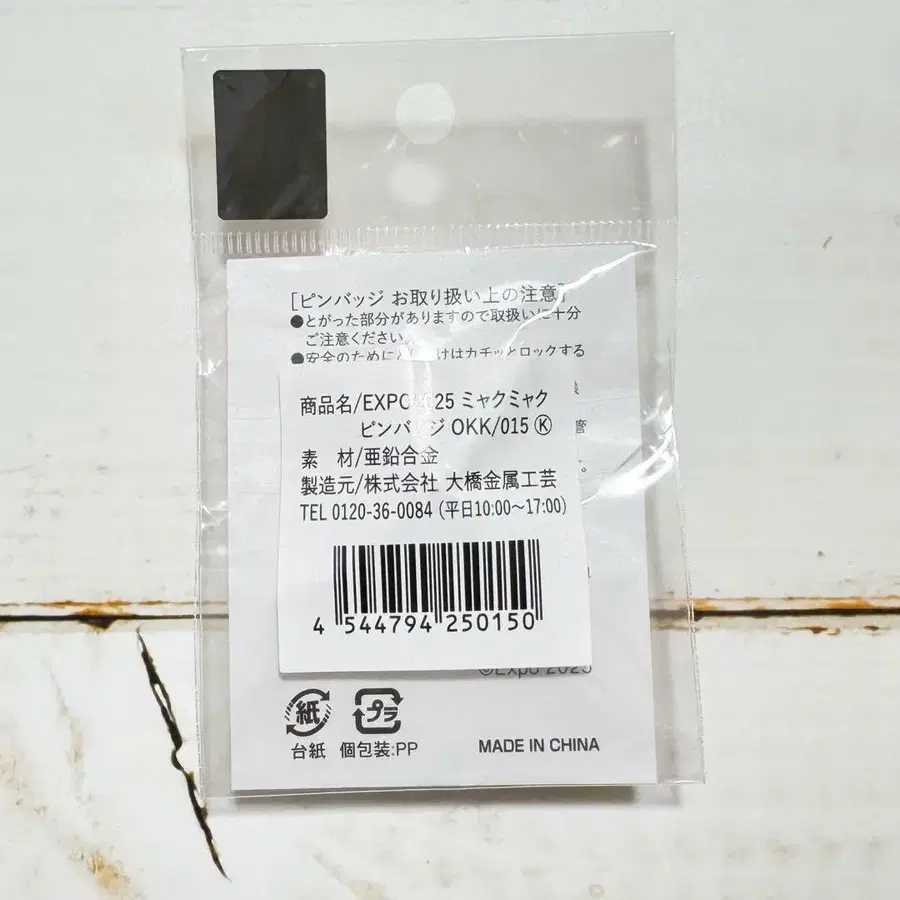 [ピンバッジ お取り扱い上の注意]
●とがった部分がありますので取扱いに十分
ご注意ください。
●安全のために けはカチッとロックする
商品名/EXPO2025 ミャクミャク
ピンバッジ OKK/015 Ⓚ
管
素 材/亜鉛合金
。
製造元/株式会社 大橋金属工芸
TEL 0120-36-0084 (平日10:00~17:00)
4 544794 250150
©Expo 2025
紙
プラ
台紙 個包装:PP
MADE IN CHINA